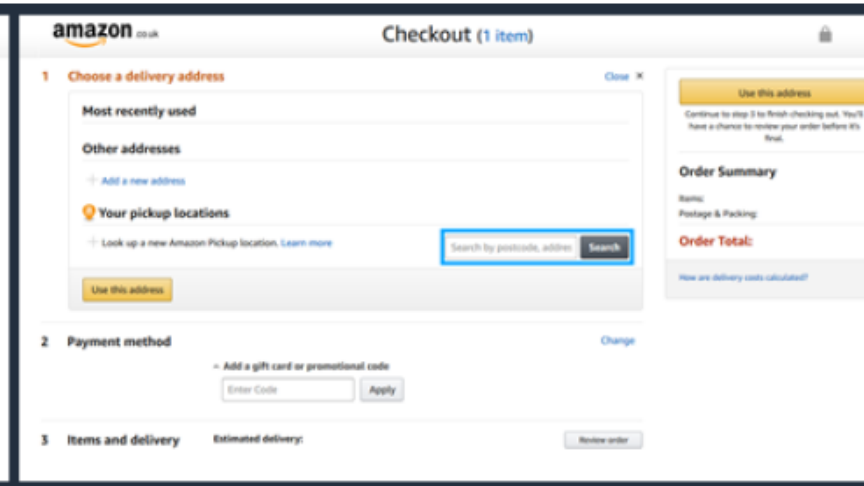 amazon.co.uk
Checkout (1 item)
1 Choose a delivery address
Close ×
Most recently used
Other addresses
Add a new address
Your pickup locations
Look up a new Amazon Pickup location. Learn more
Search by postcode, addres
Search
Use this address
2 Payment method
Change
Add a gift card or promotional code
Enter Code
Apply
3 Items and delivery
Estimated delivery:
Review order
Use this address
Continue to step 3 to finish checking out. You'll
have a chance to review your order before it's
final.
Order Summary
Items:
Postage & Packing:
Order Total:
How are delivery costs calculated?